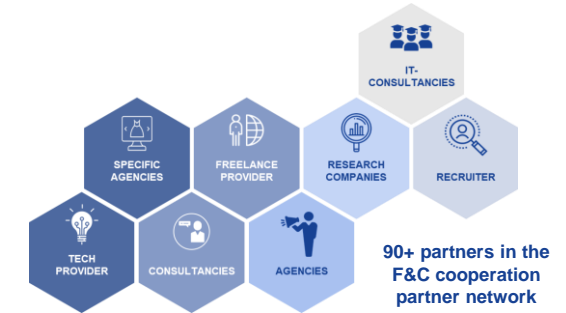 IT-
CONSULTANCIES
SPECIFIC
AGENCIES
FREELANCE
PROVIDER
RESEARCH
COMPANIES
RECRUITER
TECH
PROVIDER
CONSULTANCIES
AGENCIES
90+ partners in the
F&C cooperation
partner network